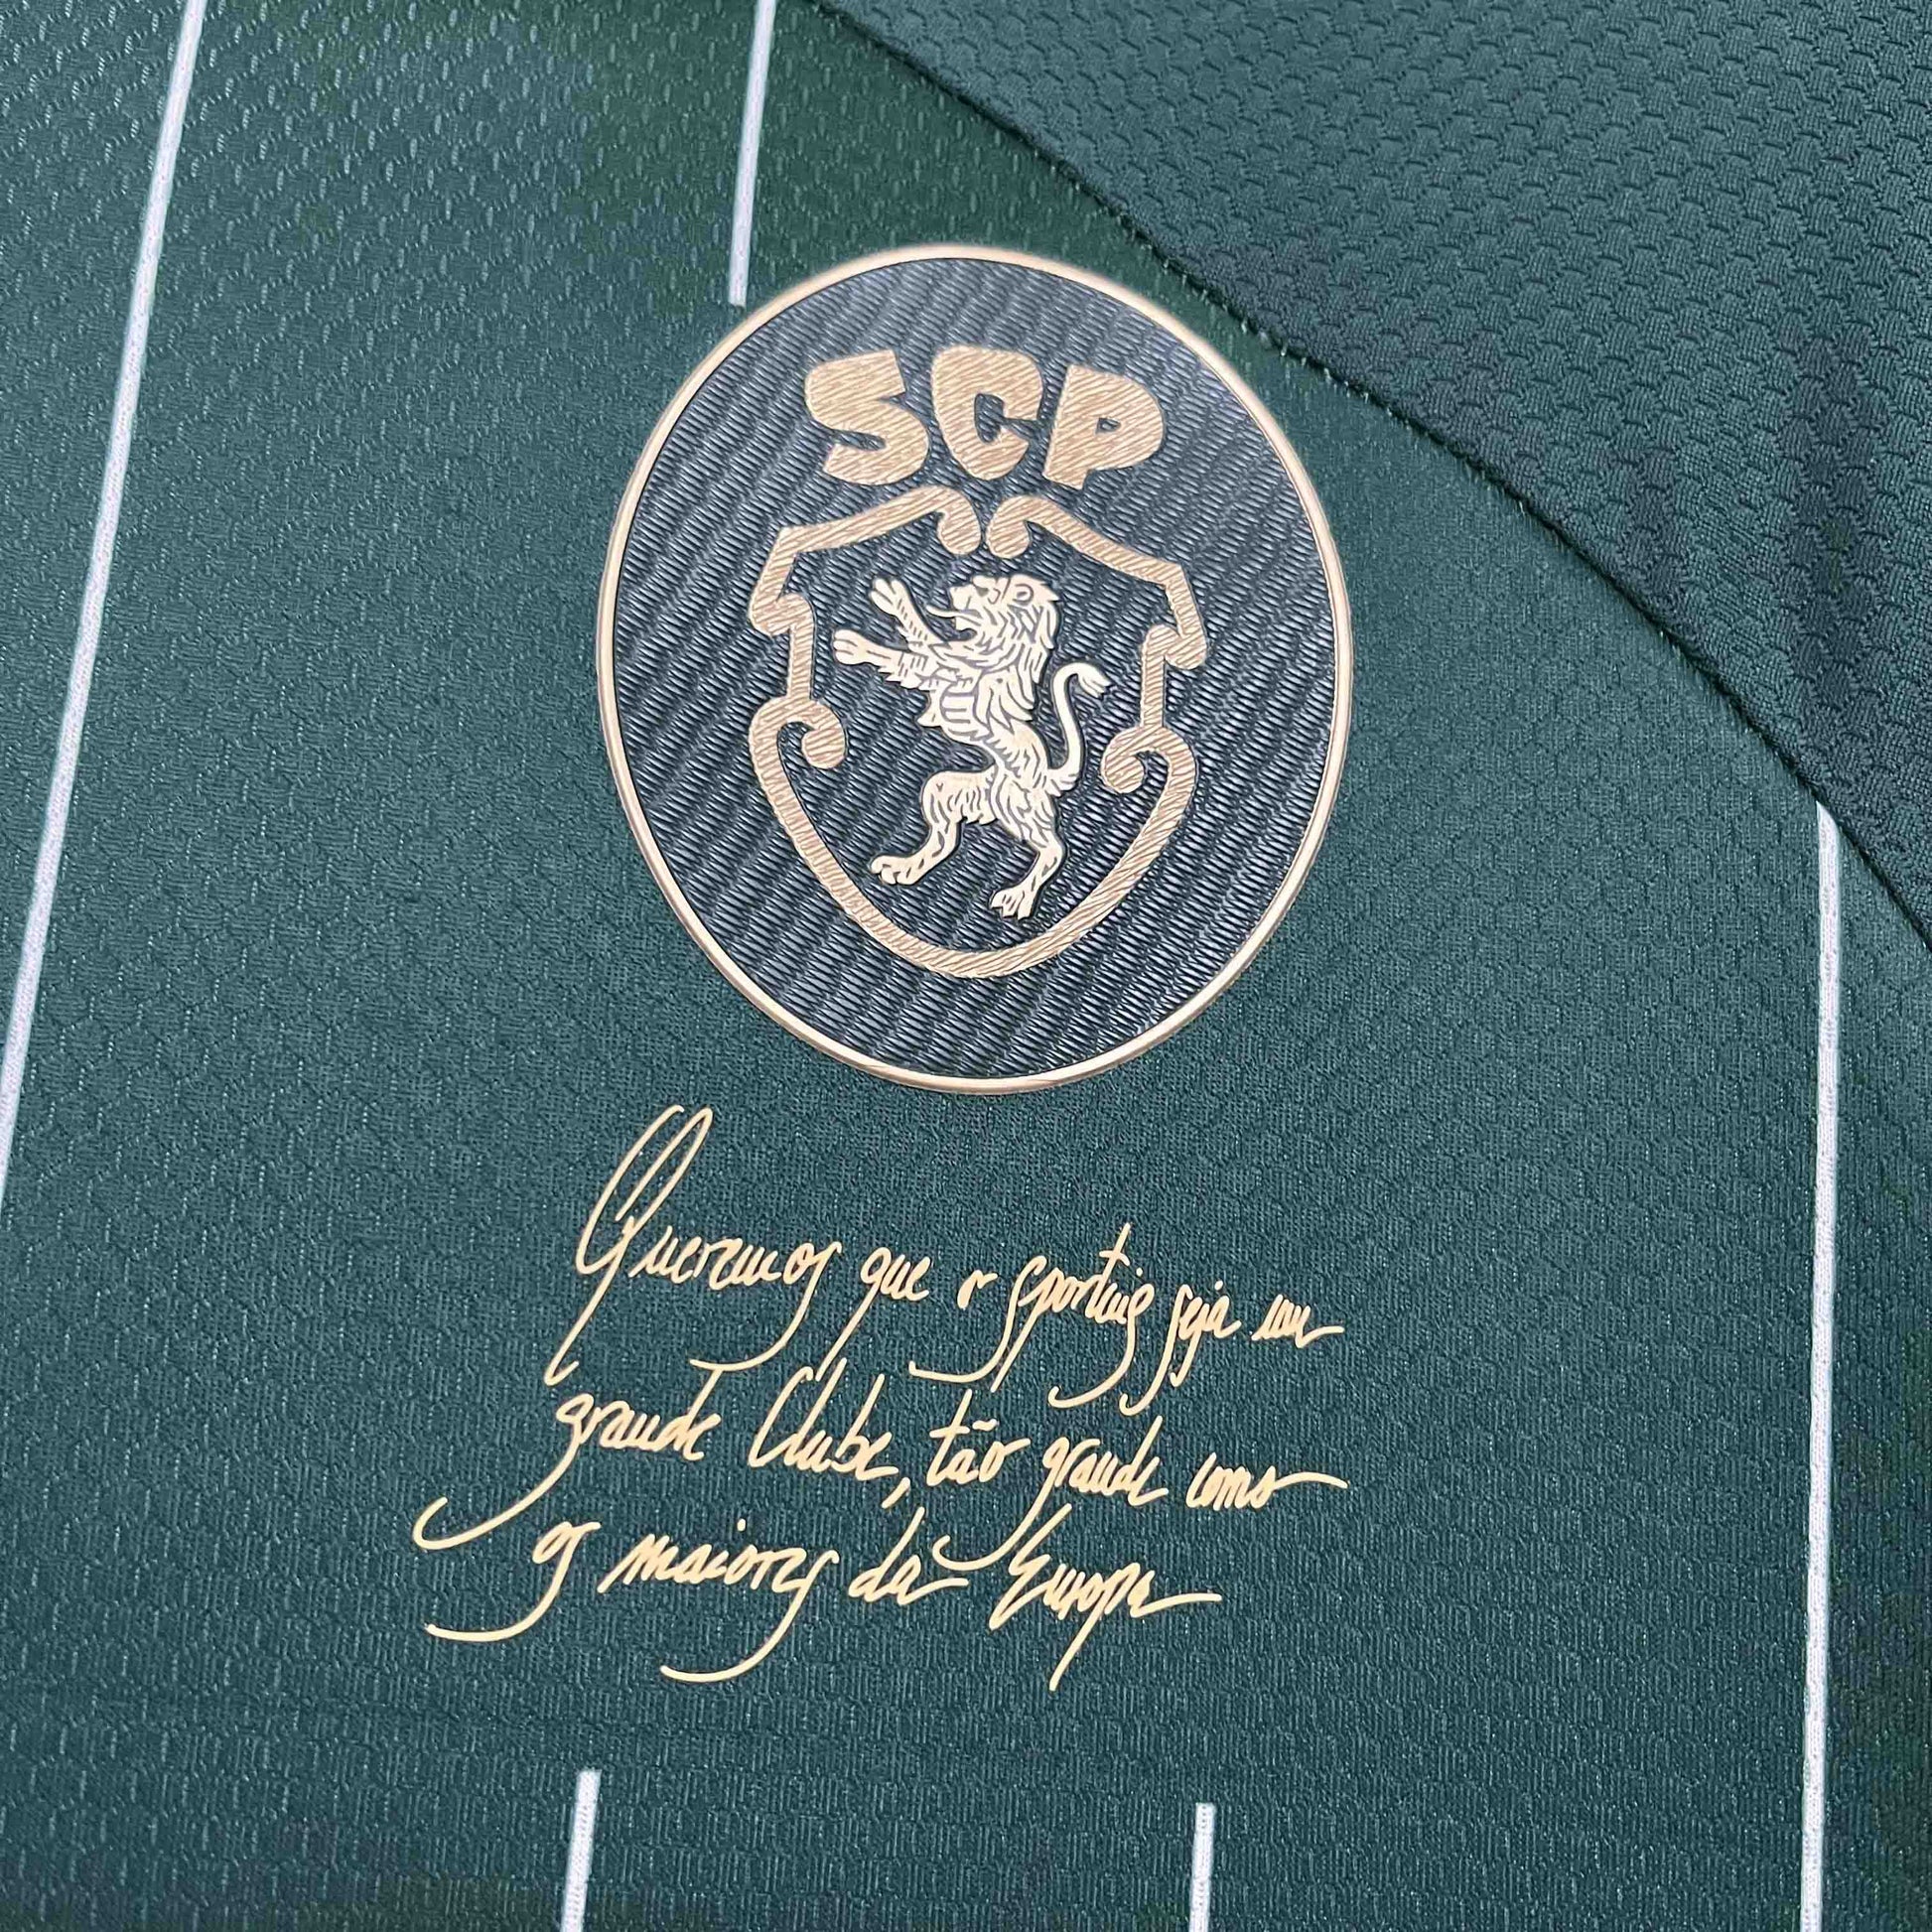 SCP
Queremos que o Sporting seja um
grande Clube, tão grande como
os maiores da Europa